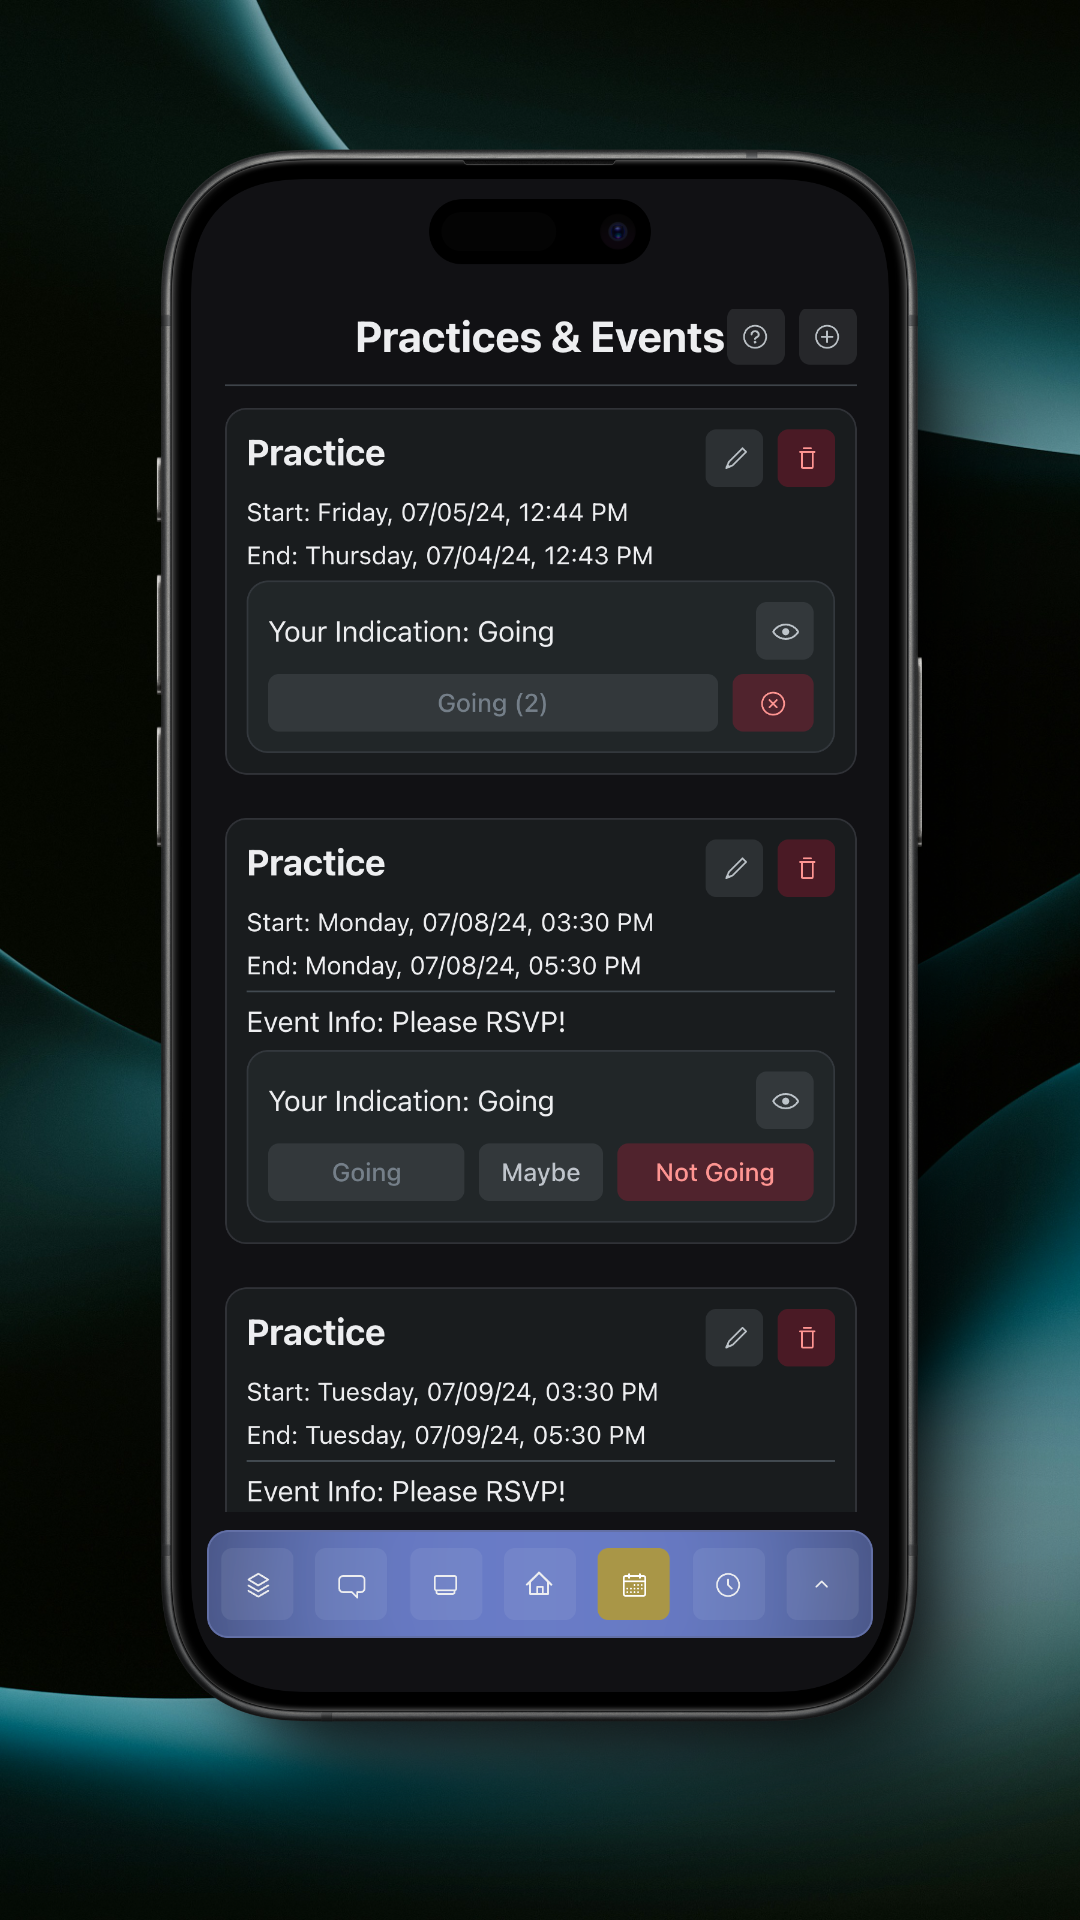 Practices & Events
Practice
Start: Friday, 07/05/24, 12:44 PM
End: Thursday, 07/04/24, 12:43 PM
Your Indication: Going
Going (2)
Practice
Start: Monday, 07/08/24, 03:30 PM
End: Monday, 07/08/24, 05:30 PM
Event Info: Please RSVP!
Your Indication: Going
Going Maybe Not Going
Practice
Start: Tuesday, 07/09/24, 03:30 PM
End: Tuesday, 07/09/24, 05:30 PM
Event Info: Please RSVP!